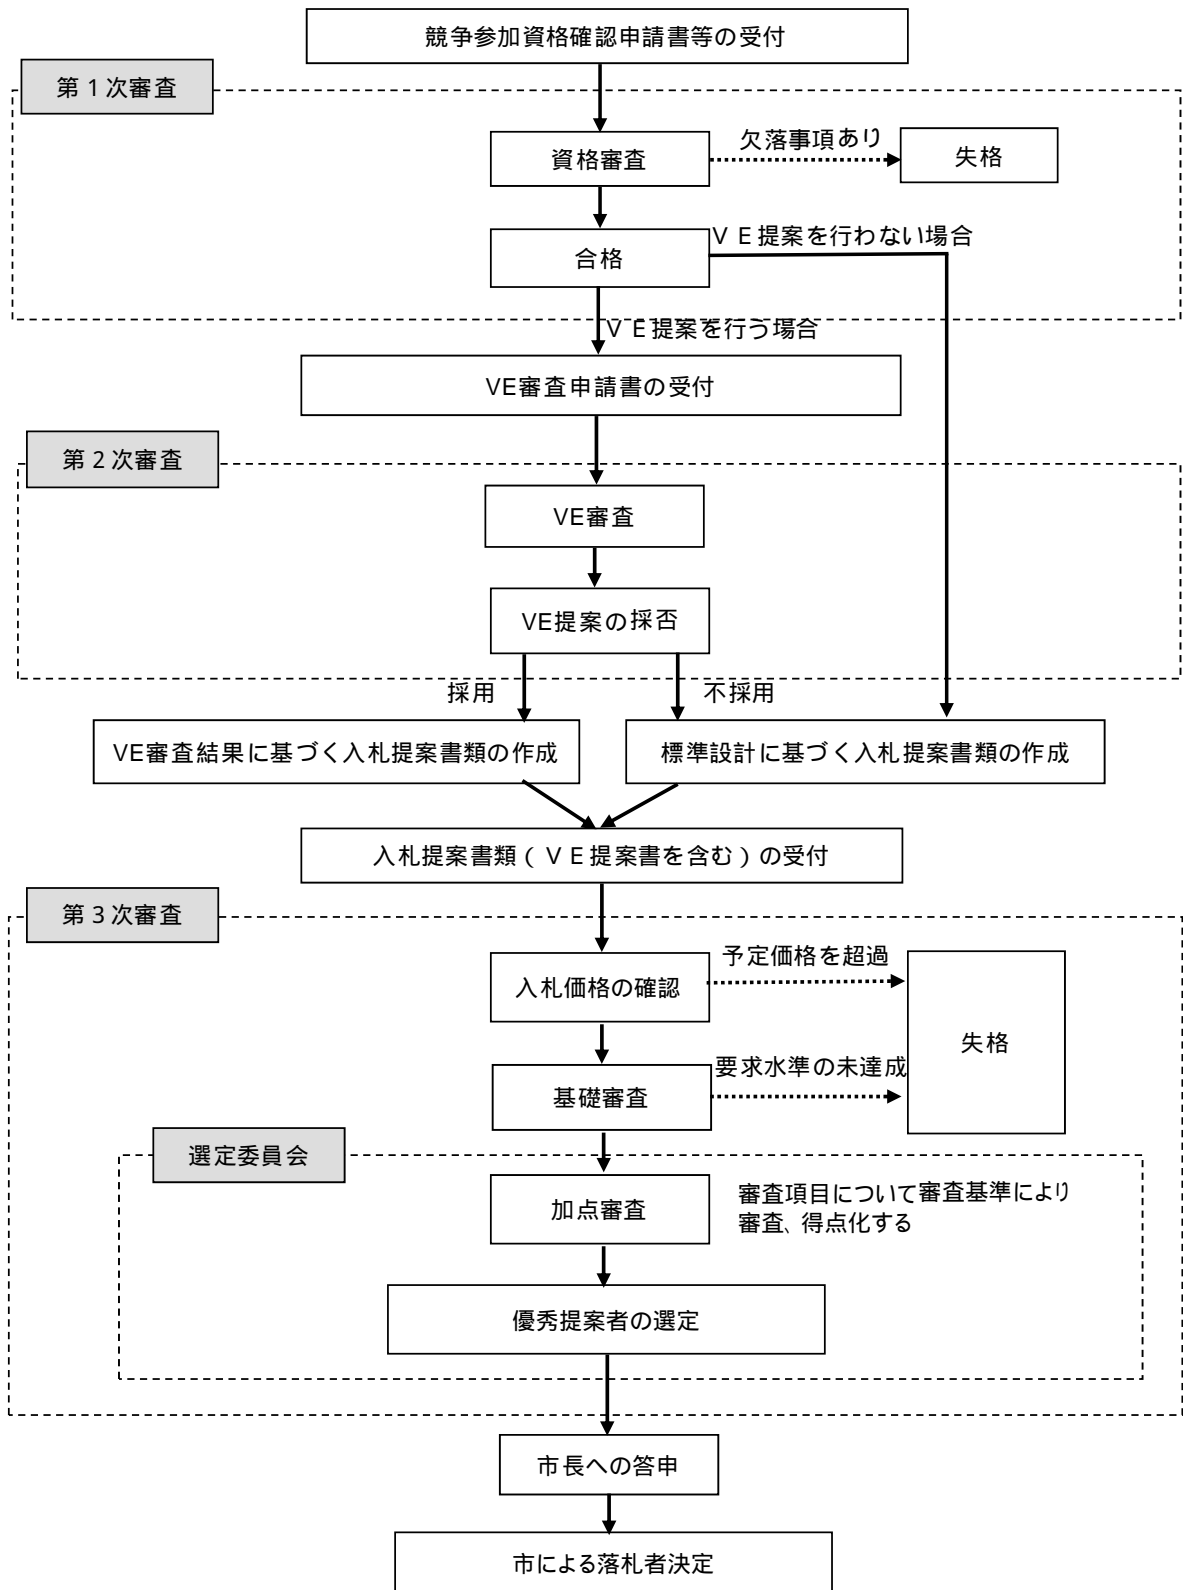 競争参加資格確認申請書等の受付
第１次審査
資格審査
欠落事項あり
失格
合格
ＶＥ提案を行わない場合
ＶＥ提案を行う場合
VE審査申請書の受付
第２次審査
VE審査
VE提案の採否
採用
不採用
VE審査結果に基づく入札提案書類の作成
標準設計に基づく入札提案書類の作成
入札提案書類（ＶＥ提案書を含む）の受付
第３次審査
入札価格の確認
予定価格を超過
失格
基礎審査
要求水準の未達成
選定委員会
加点審査
審査項目について審査基準により
審査、得点化する
優秀提案者の選定
市長への答申
市による落札者決定